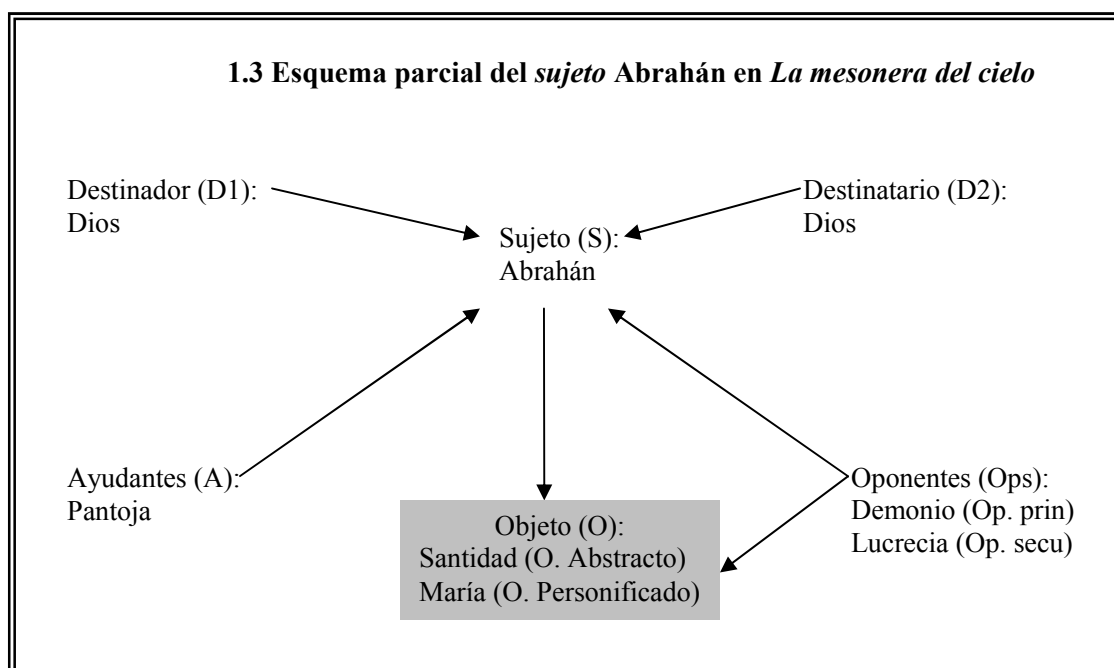 1.3 Esquema parcial del sujeto Abrahán en La mesonera del cielo
Destinador (D1):
Dios
Destinatario (D2):
Dios
Sujeto (S):
Abrahán
Ayudantes (A):
Pantoja
Objeto (O):
Santidad (O. Abstracto)
María (O. Personificado)
Oponentes (Ops):
Demonio (Op. prin)
Lucrecia (Op. secu)